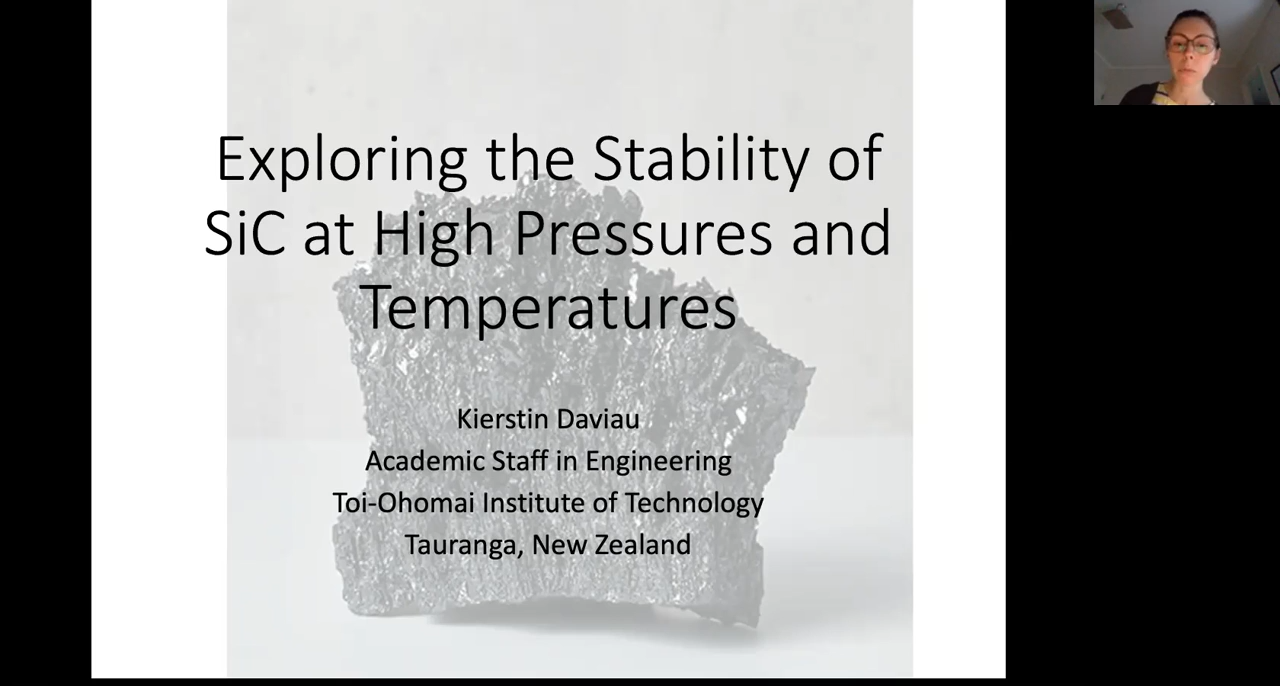 Exploring the Stability of
SiC at High Pressures and
Temperatures
Kierstin Daviau
Academic Staff in Engineering
Toi-Ohomai Institute of Technology
Tauranga, New Zealand